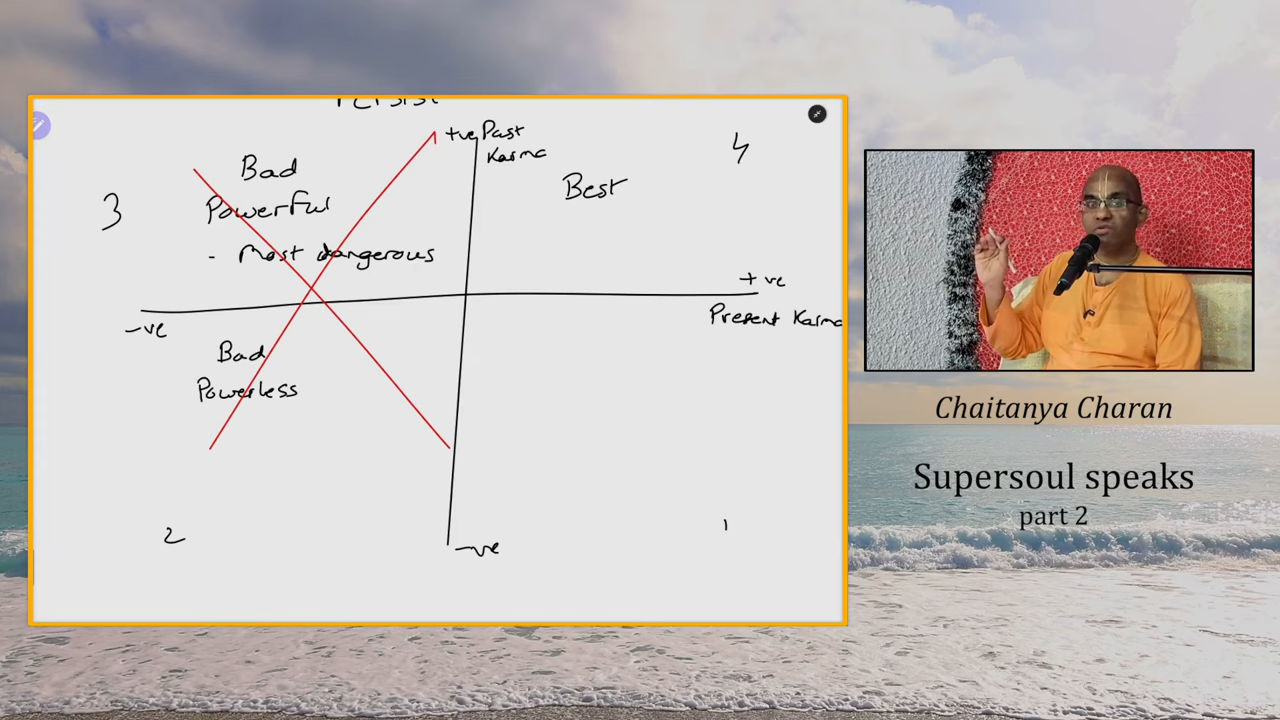 Persist
+ve Past
Karma
4
Bad
Powerful
- Most dangerous
3
Best
+ve
Present Karma
-ve
Bad
Powerless
2
1
-ve
Chaitanya Charan
Supersoul speaks
part 2